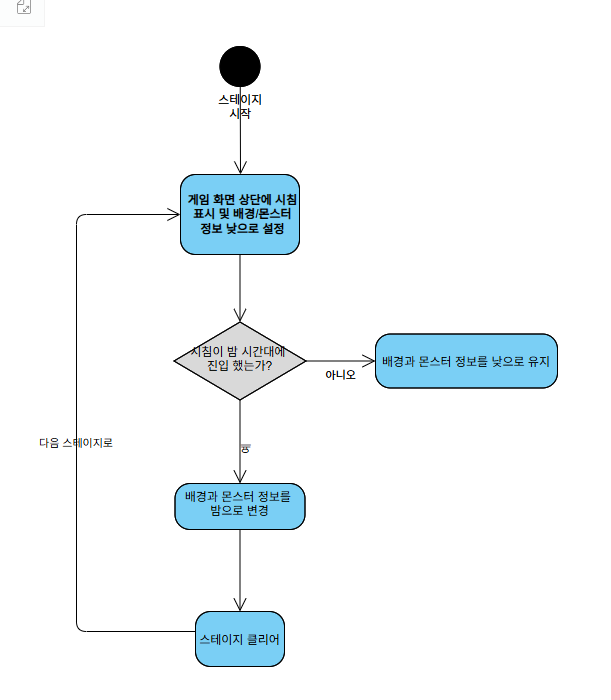 스테이지
시작
게임 화면 상단에 시침
표시 및 배경/몬스터
정보 낮으로 설정
시침이 밤 시간대에
진입 했는가?
아니오
배경과 몬스터 정보를 낮으로 유지
다음 스테이지로
배경과 몬스터 정보를
밤으로 변경
스테이지 클리어